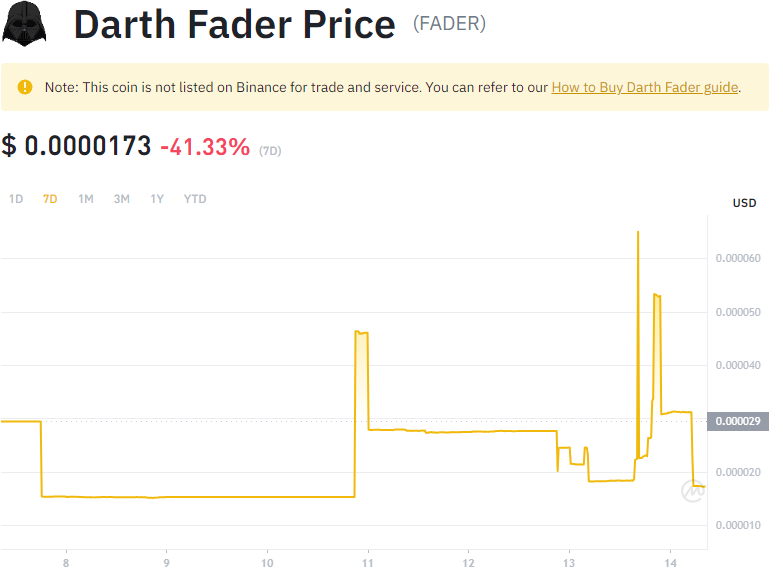 Darth Fader Price (FADER)
Note: This coin is not listed on Binance for trade and service. You can refer to our How to Buy Darth Fader guide.
$ 0.0000173 -41.33% (7D)
1D 7D 1M 3M 1Y YTD
USD
0.000060
0.000050
0.000040
0.000029
0.000020
0.000010
8 9 10 11 12 13 14